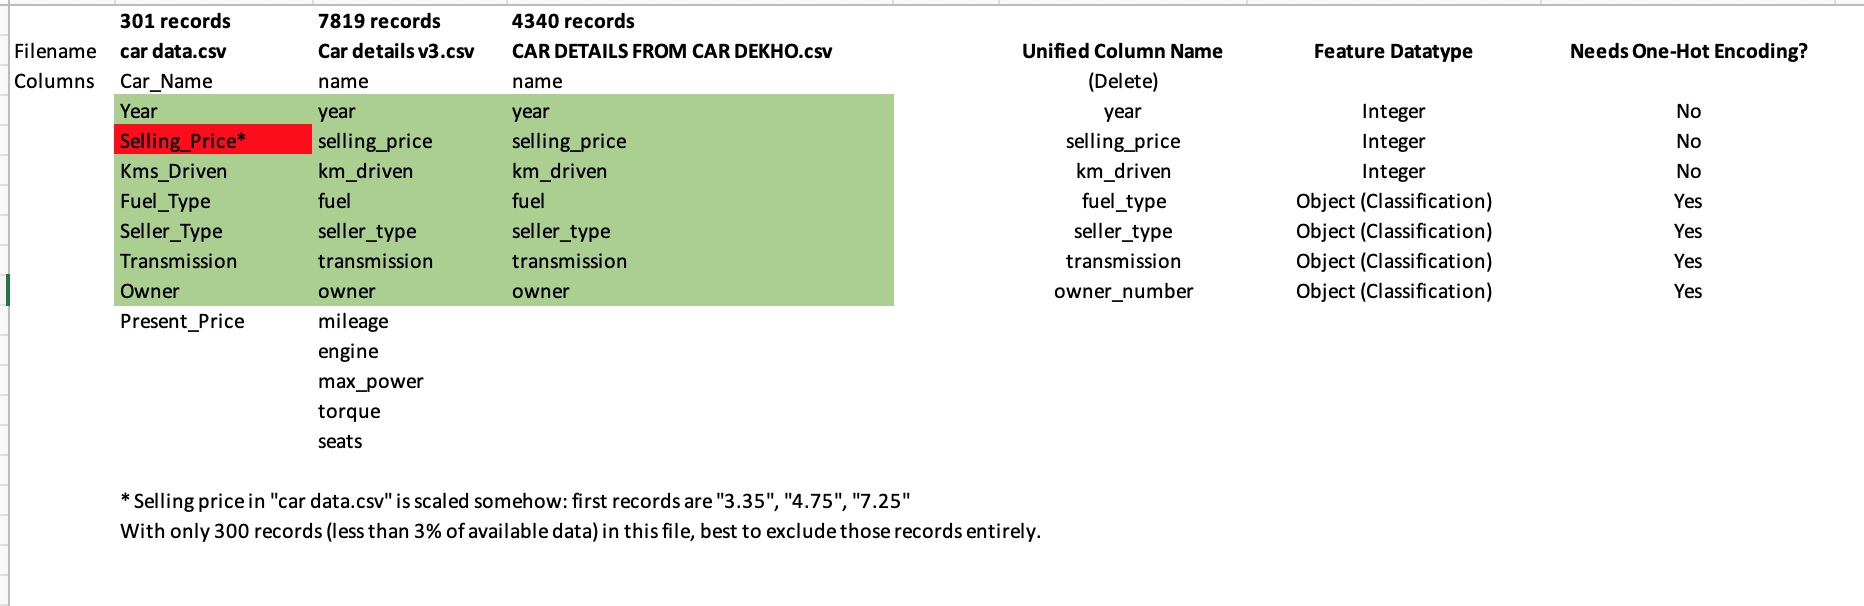 301 records 7819 records 4340 records
Filename car data.csv Car details v3.csv CAR DETAILS FROM CAR DEKHO.csv Unified Column Name Feature Datatype Needs One-Hot Encoding?
Columns Car_Name name name (Delete)
Year year year year Integer No
Selling_Price* selling_price selling_price selling_price Integer No
Kms_Driven km_driven km_driven km_driven Integer No
Fuel_Type fuel fuel fuel_type Object (Classification) Yes
Seller_Type seller_type seller_type seller_type Object (Classification) Yes
Transmission transmission transmission transmission Object (Classification) Yes
Owner owner owner owner_number Object (Classification) Yes
Present_Price mileage
engine
max_power
torque
seats
* Selling price in "car data.csv" is scaled somehow: first records are "3.35", "4.75", "7.25"
With only 300 records (less than 3% of available data) in this file, best to exclude those records entirely.